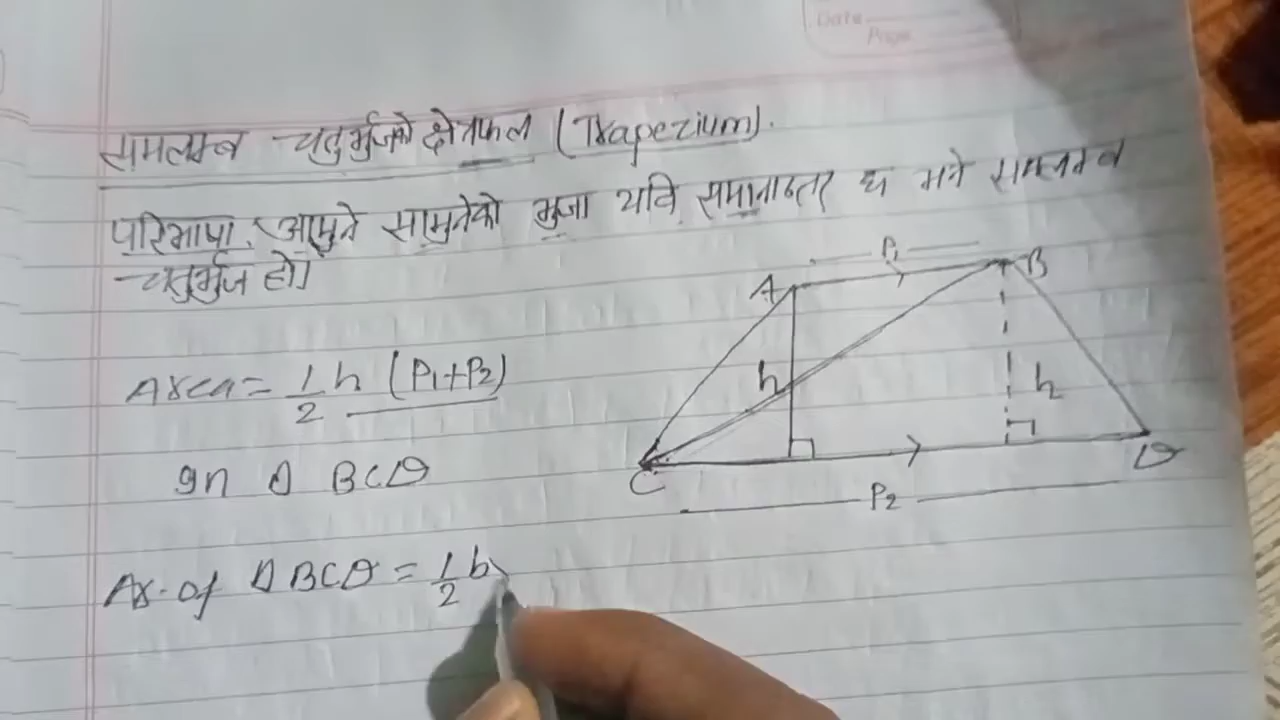 Date
Page
समलम्ब चतुर्भुजको क्षेत्रफल (Trapezium).
परिभाषा. आमुने सामुनेको भुजा यदि समानान्तर छ भने समलम्ब
चतुर्भुज हो।
P1
A
B
Area = 1/2 h (P1+P2)
h
h
In Δ BCD
C
D
P2
Ar. of Δ BCD = 1/2 b